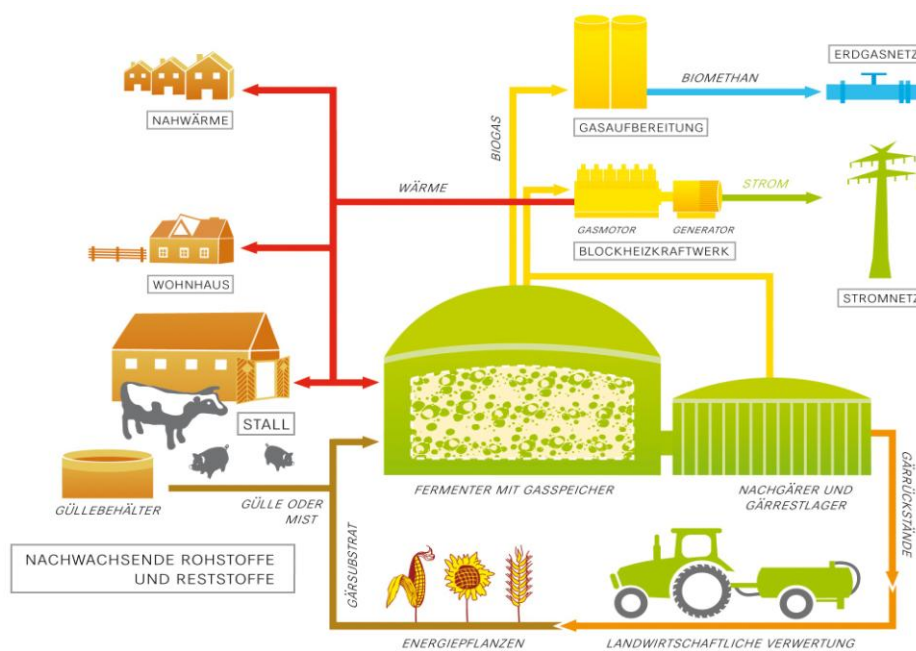 ERDGASNETZ
BIOMETHAN
NAHWÄRME
GASAUFBEREITUNG
BIOGAS
WÄRME
STROM
GASMOTOR
GENERATOR
BLOCKHEIZKRAFTWERK
WOHNHAUS
STROMNETZ
STALL
GÜLLEBEHÄLTER
GÜLLE ODER
MIST
FERMENTER MIT GASSPEICHER
NACHGÄRER UND
GÄRRESTLAGER
GÄRRÜCKSTÄNDE
NACHWACHSENDE ROHSTOFFE
UND RESTSTOFFE
GÄRSUBSTRAT
ENERGIEPFLANZEN
LANDWIRTSCHAFTLICHE VERWERTUNG